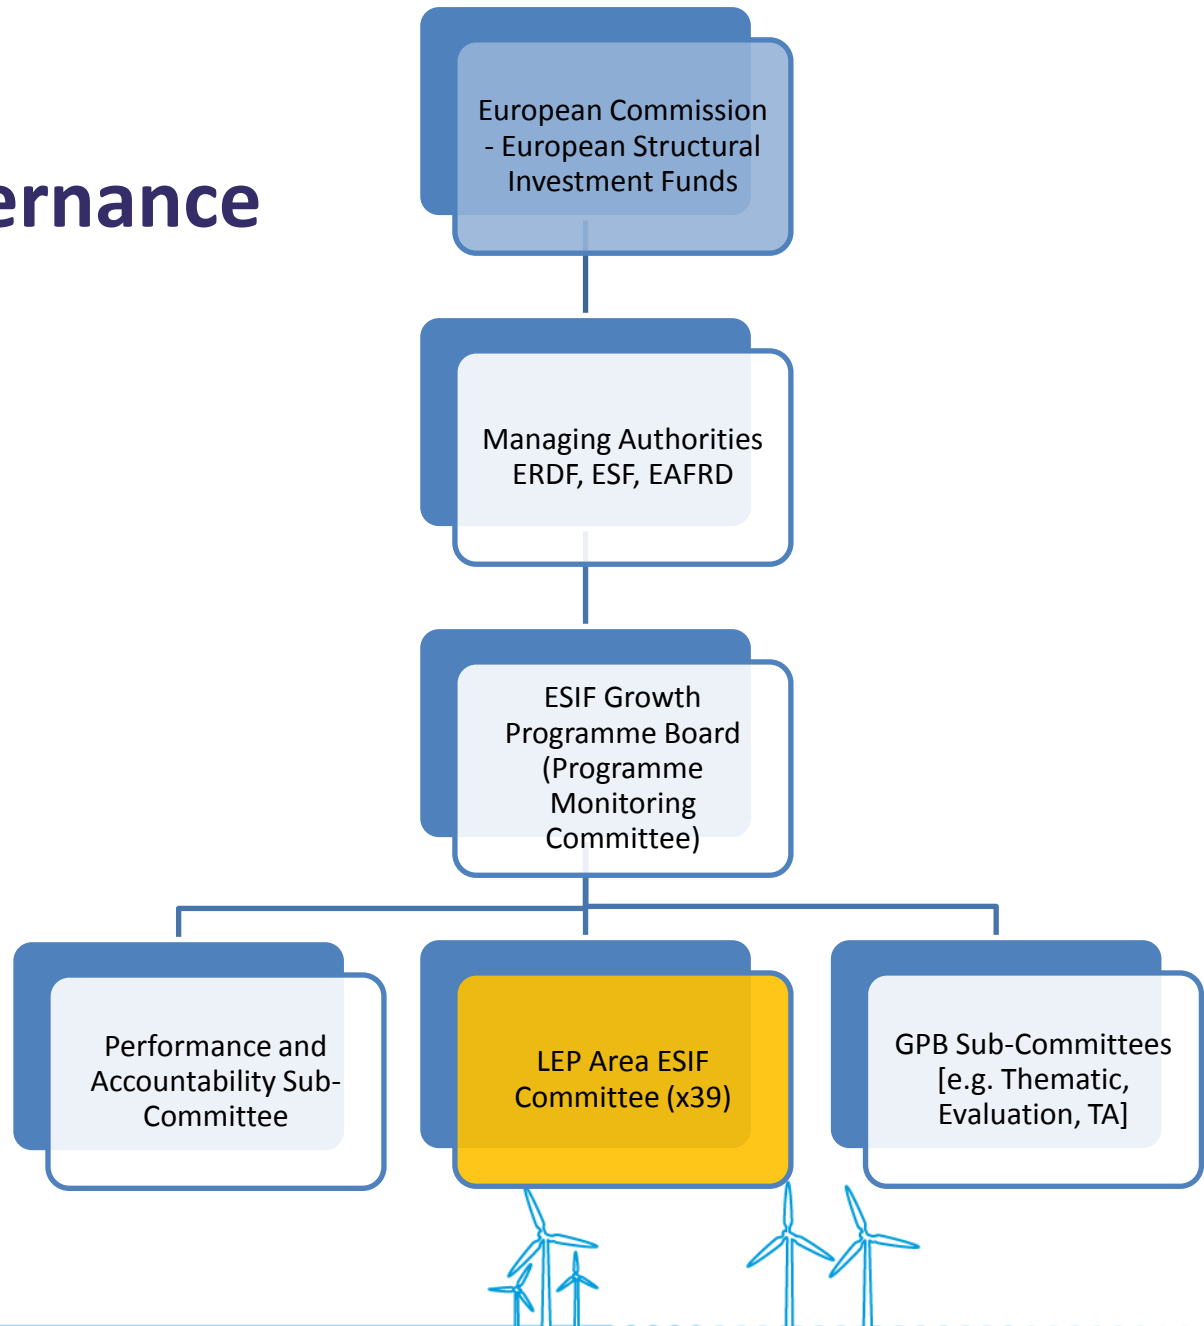 ernance
European Commission
- European Structural
Investment Funds
Managing Authorities
ERDF, ESF, EAFRD
ESIF Growth
Programme Board
(Programme
Monitoring
Committee)
Performance and
Accountability Sub-
Committee
LEP Area ESIF
Committee (x39)
GPB Sub-Committees
[e.g. Thematic,
Evaluation, TA]